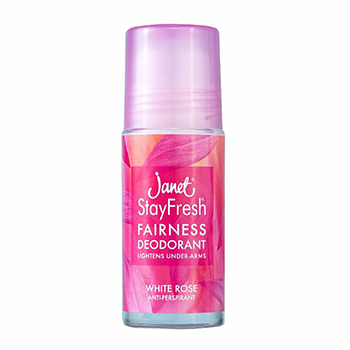 Janet®
StayFresh®
FAIRNESS
DEODORANT
LIGHTENS UNDER-ARMS
WHITE ROSE
ANTI-PERSPIRANT